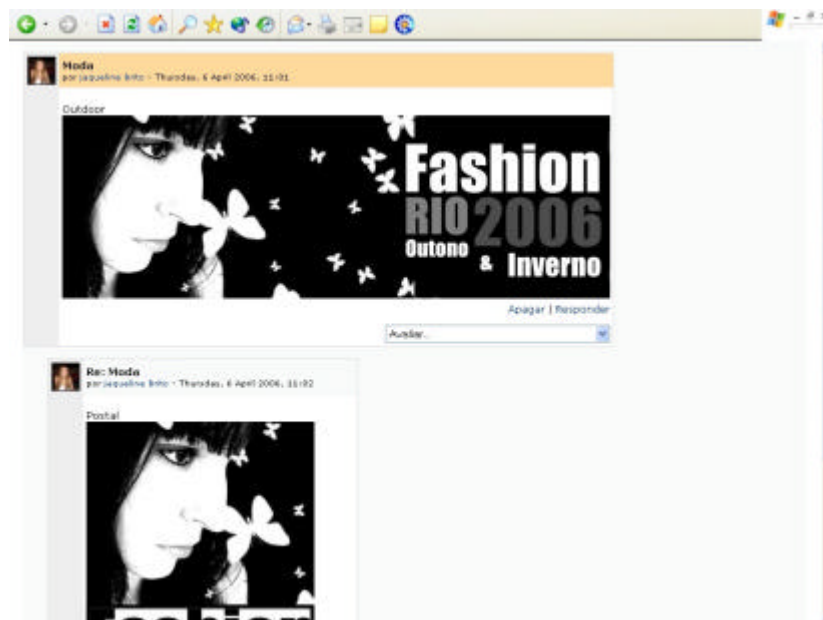 Moda
por jaqueline brito - Thursday, 6 April 2006, 11:01
Outdoor
Fashion
RIO 2006
Outono
& Inverno
Apagar | Responder
Avaliar...
Re: Moda
por jaqueline brito - Thursday, 6 April 2006, 11:02
Postal